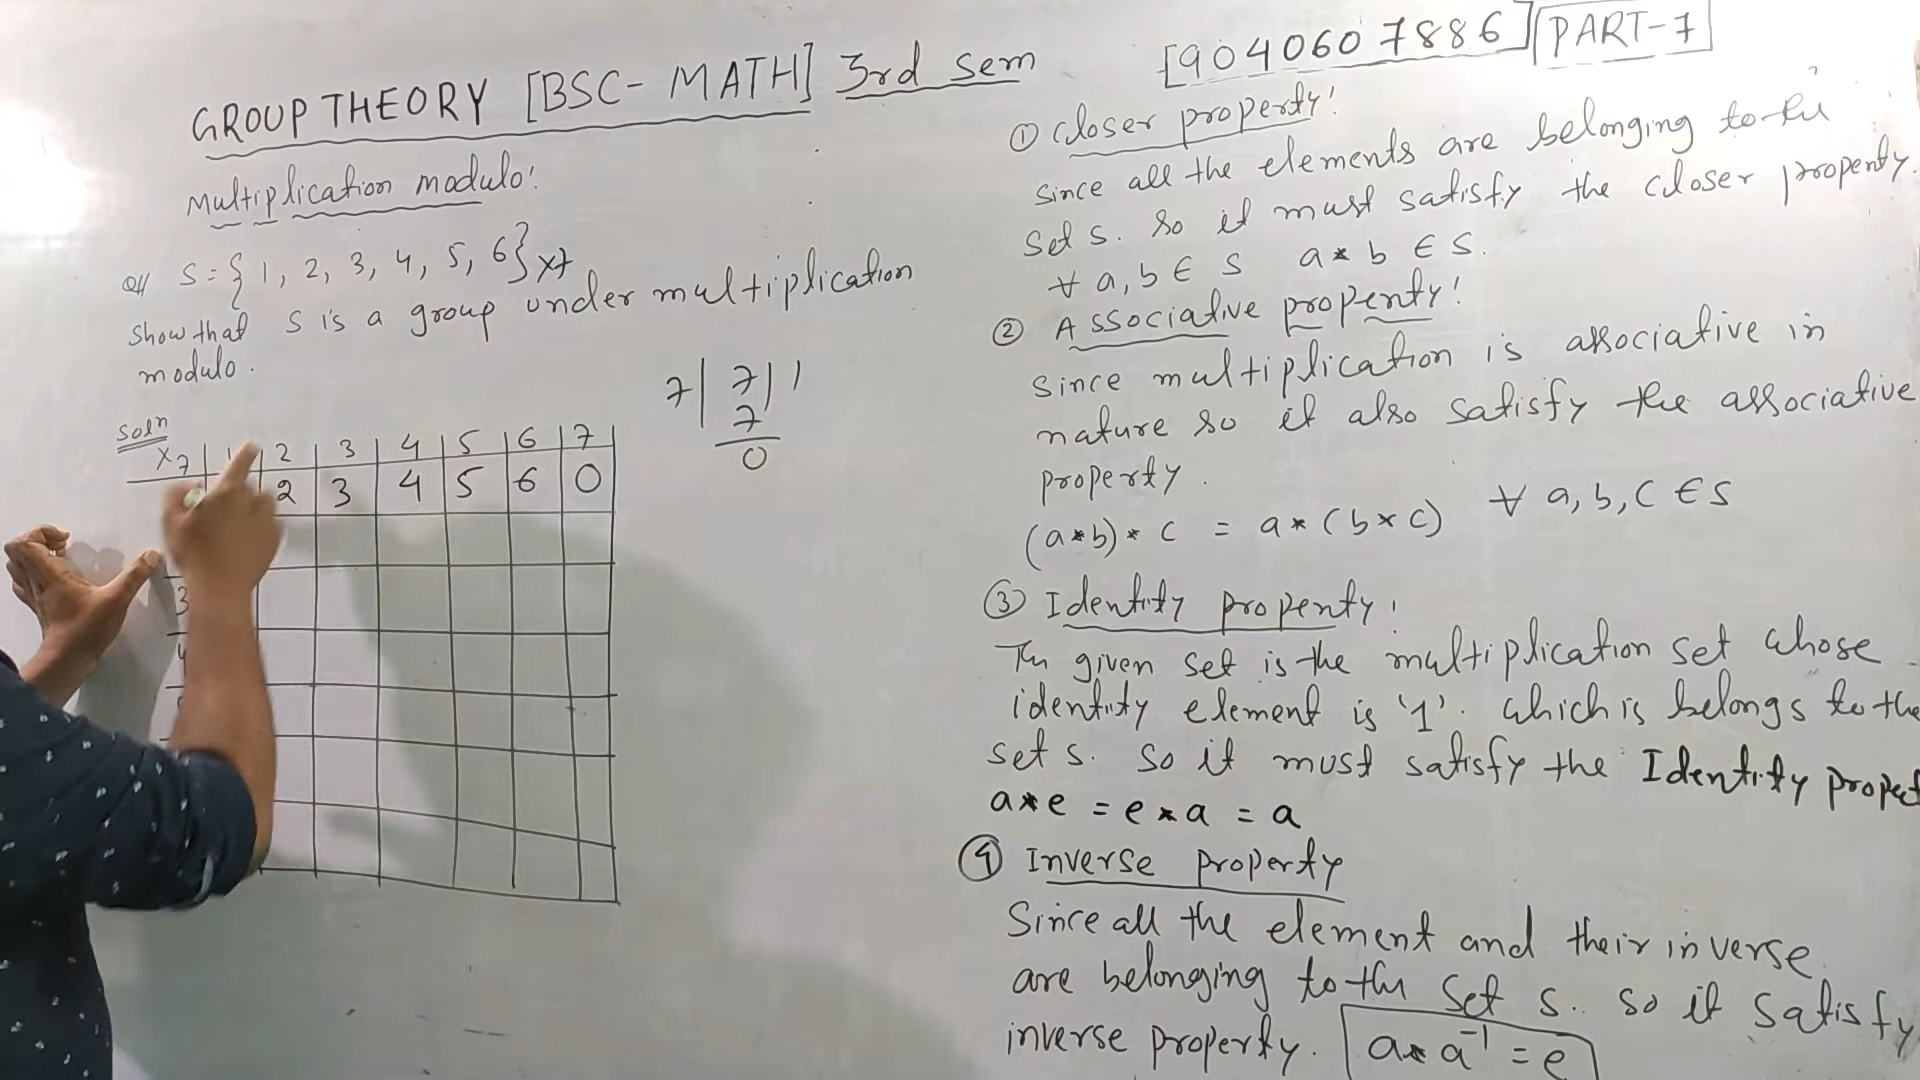 GROUP THEORY [BSC- MATH] 3rd sem
[9040607886] PART-7
Multiplication modulo!
Q// S = { 1, 2, 3, 4, 5, 6} x7
Show that S is a group under multiplication
modulo.
Soln
x7 | 1 | 2 | 3 | 4 | 5 | 6 | 7
2 | 3 | 4 | 5 | 6 | 0
3
4
7 | 7 | 1
7
0
① Closer property!
Since all the elements are belonging to the
Set s. So it must satisfy the closer property.
∀ a, b ∈ S a * b ∈ S.
② Associative propenty!
Since multiplication is associative in
nature so it also satisfy the associative
property.
(a*b) * c = a * (b * c) ∀ a, b, c ∈ S
③ Identity propenty!
The given set is the multiplication set whose
identity element is '1'. which is belongs to the
set s. So it must satisfy the Identity propert
a*e = e*a = a
④ Inverse property
Since all the element and their inverse
are belonging to the Set s. so it satisfy
inverse property. a*a⁻¹ = e